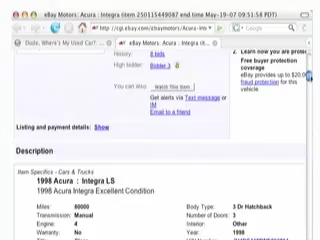 eBay Motors: Acura : Integra (item 250115449087 end time May-19-07 09:51:58 PDT)
http://cgi.ebay.com/ebaymotors/Acura-Inte
Google
Dude, Where's My Used Car?:
eBay Motors: Acura : Integra (it...
History: 8 bids
High bidder: Bidder 3
You can also: Watch this item
Get alerts via Text message or
IM
Email to a friend
2. Learn how you are protec
Free buyer protection
coverage
eBay provides up to $20,0
fraud protection for this
vehicle
Listing and payment details: Show
Description
Item Specifics - Cars & Trucks
1998 Acura : Integra LS
1998 Acura Integra Excellent Condition
Miles: 80000
Body Type: 3 Dr Hatchback
Transmission: Manual
Number of Doors: 3
Engine: 4
Interior: Other
Warranty: No
Year: 1998